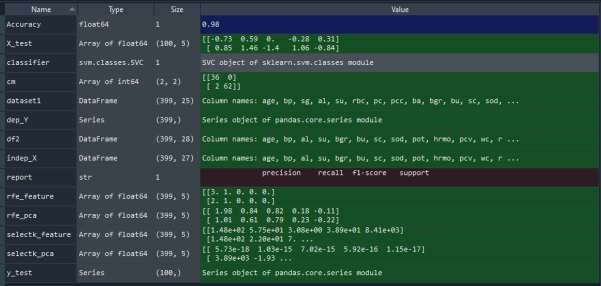 Name Type Size Value
Accuracy float64 1 0.98
X_test Array of float64 (100, 5) [[-0.73 0.59 0. -0.28 0.31]
[ 0.85 1.46 -1.4 1.06 -0.84]
classifier svm.classes.SVC 1 SVC object of sklearn.svm.classes module
cm Array of int64 (2, 2) [[36 0]
[ 2 62]]
dataset1 DataFrame (399, 25) Column names: age, bp, sg, al, su, rbc, pc, pcc, ba, bgr, bu, sc, sod, ...
dep_Y Series (399,) Series object of pandas.core.series module
df2 DataFrame (399, 28) Column names: age, bp, al, su, bgr, bu, sc, sod, pot, hrmo, pcv, wc, r ...
indep_X DataFrame (399, 27) Column names: age, bp, al, su, bgr, bu, sc, sod, pot, hrmo, pcv, wc, r ...
report str 1 precision recall f1-score support
rfe_feature Array of float64 (399, 5) [[3. 1. 0. 0. 0.]
[2. 1. 0. 0. 0.]
rfe_pca Array of float64 (399, 5) [[ 1.98 0.84 0.82 0.18 -0.11]
[ 1.01 0.61 0.79 0.23 -0.22]
selectk_feature Array of float64 (399, 5) [[1.48e+02 5.75e+01 3.08e+00 3.89e+01 8.41e+03]
[1.48e+02 2.20e+01 7. ...
selectk_pca Array of float64 (399, 5) [[ 5.73e-18 1.03e-15 7.02e-15 5.92e-16 1.15e-17]
[ 3.89e+03 -1.93 ...
y_test Series (100,) Series object of pandas.core.series module